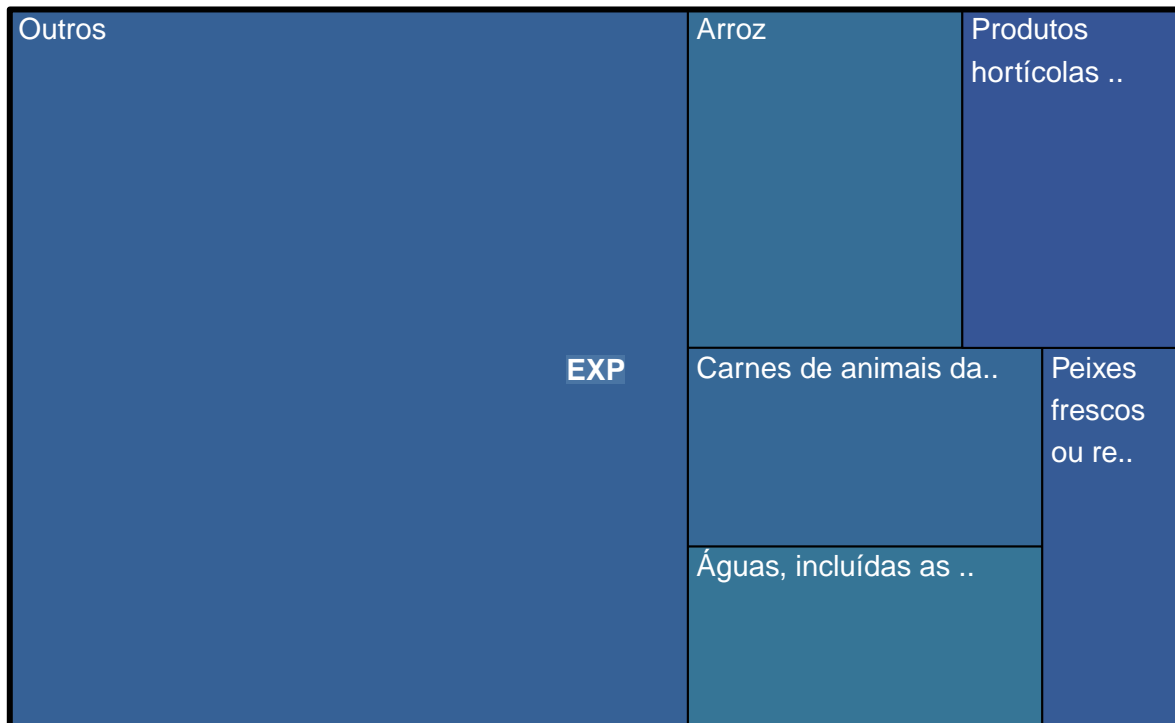 Outros
Arroz
Produtos
hortícolas ..
EXP
Carnes de animais da..
Peixes
frescos
ou re..
Águas, incluídas as ..